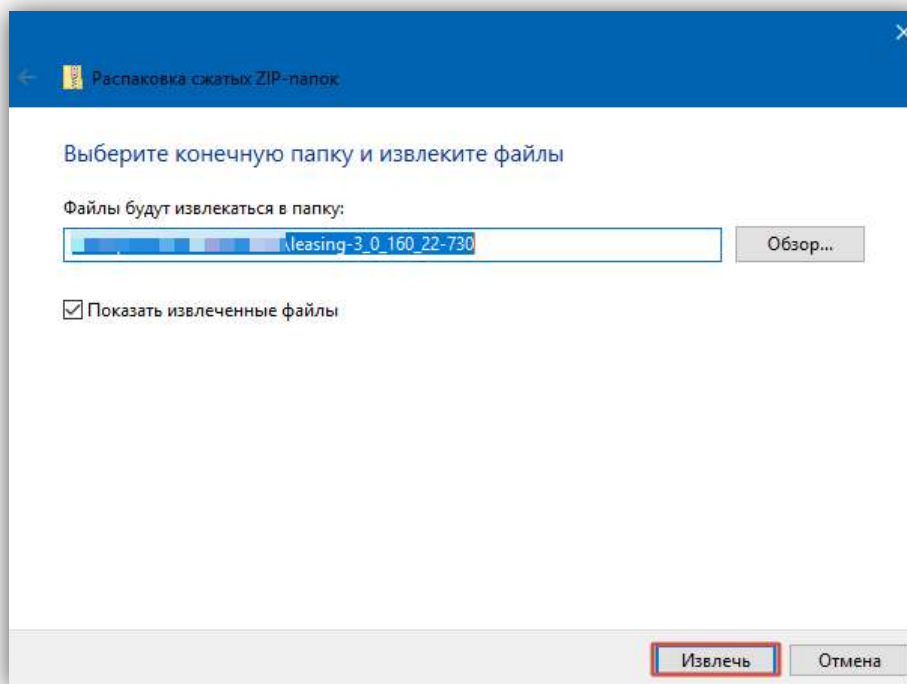 Распаковка сжатых ZIP-папок
Выберите конечную папку и извлеките файлы
Файлы будут извлекаться в папку:
\leasing-3_0_160_22-730
Обзор...
Показать извлеченные файлы
Извлечь
Отмена